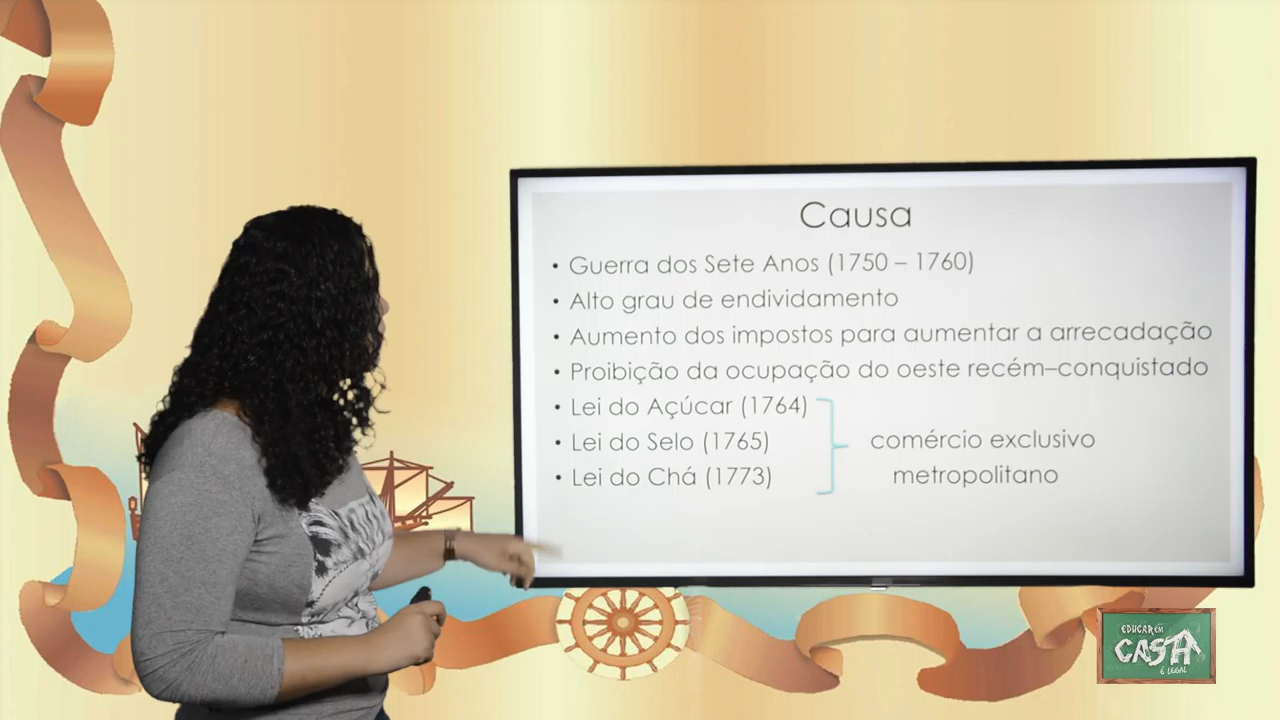 Causa
• Guerra dos Sete Anos (1750 – 1760)
• Alto grau de endividamento
• Aumento dos impostos para aumentar a arrecadação
• Proibição da ocupação do oeste recém–conquistado
• Lei do Açúcar (1764)
• Lei do Selo (1765)
• Lei do Chá (1773)
comércio exclusivo
metropolitano
EDUCAR EM
CASA
É LEGAL